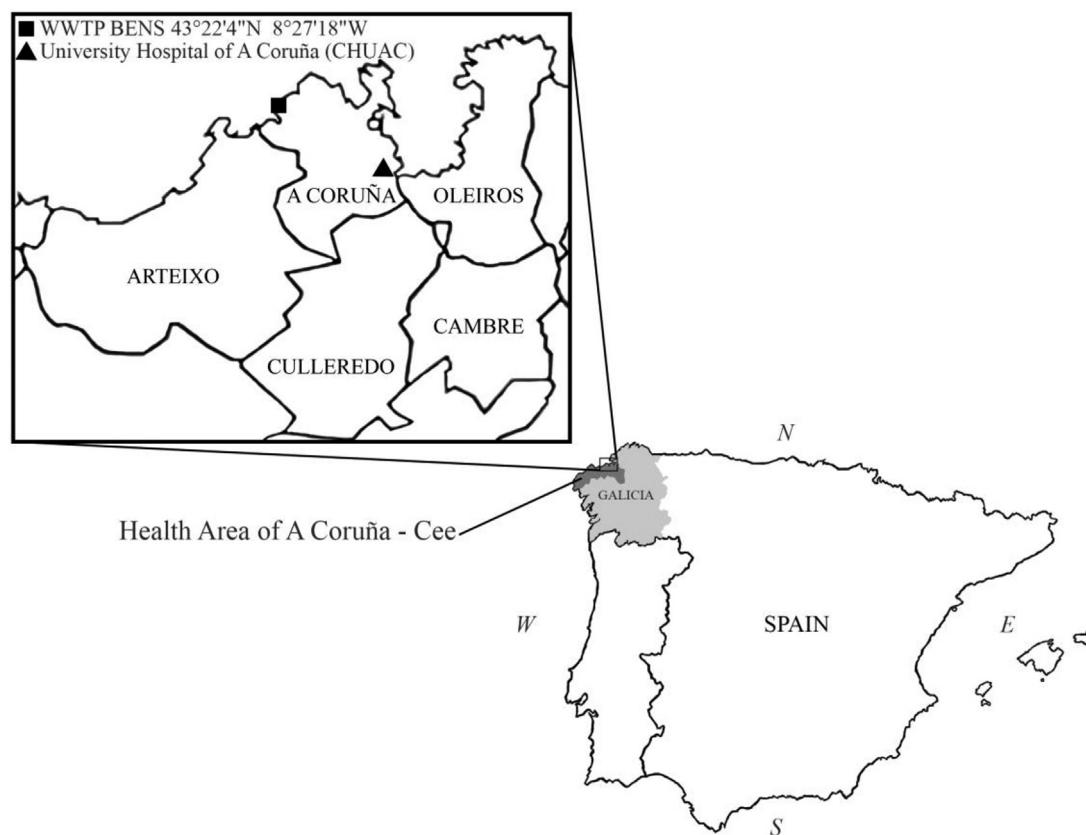 WWTP BENS 43°22'4"N 8°27'18"W
University Hospital of A Coruña (CHUAC)
A CORUÑA
OLEIROS
ARTEIXO
CAMBRE
CULLEREDO
N
GALICIA
Health Area of A Coruña - Cee
W
SPAIN
E
S